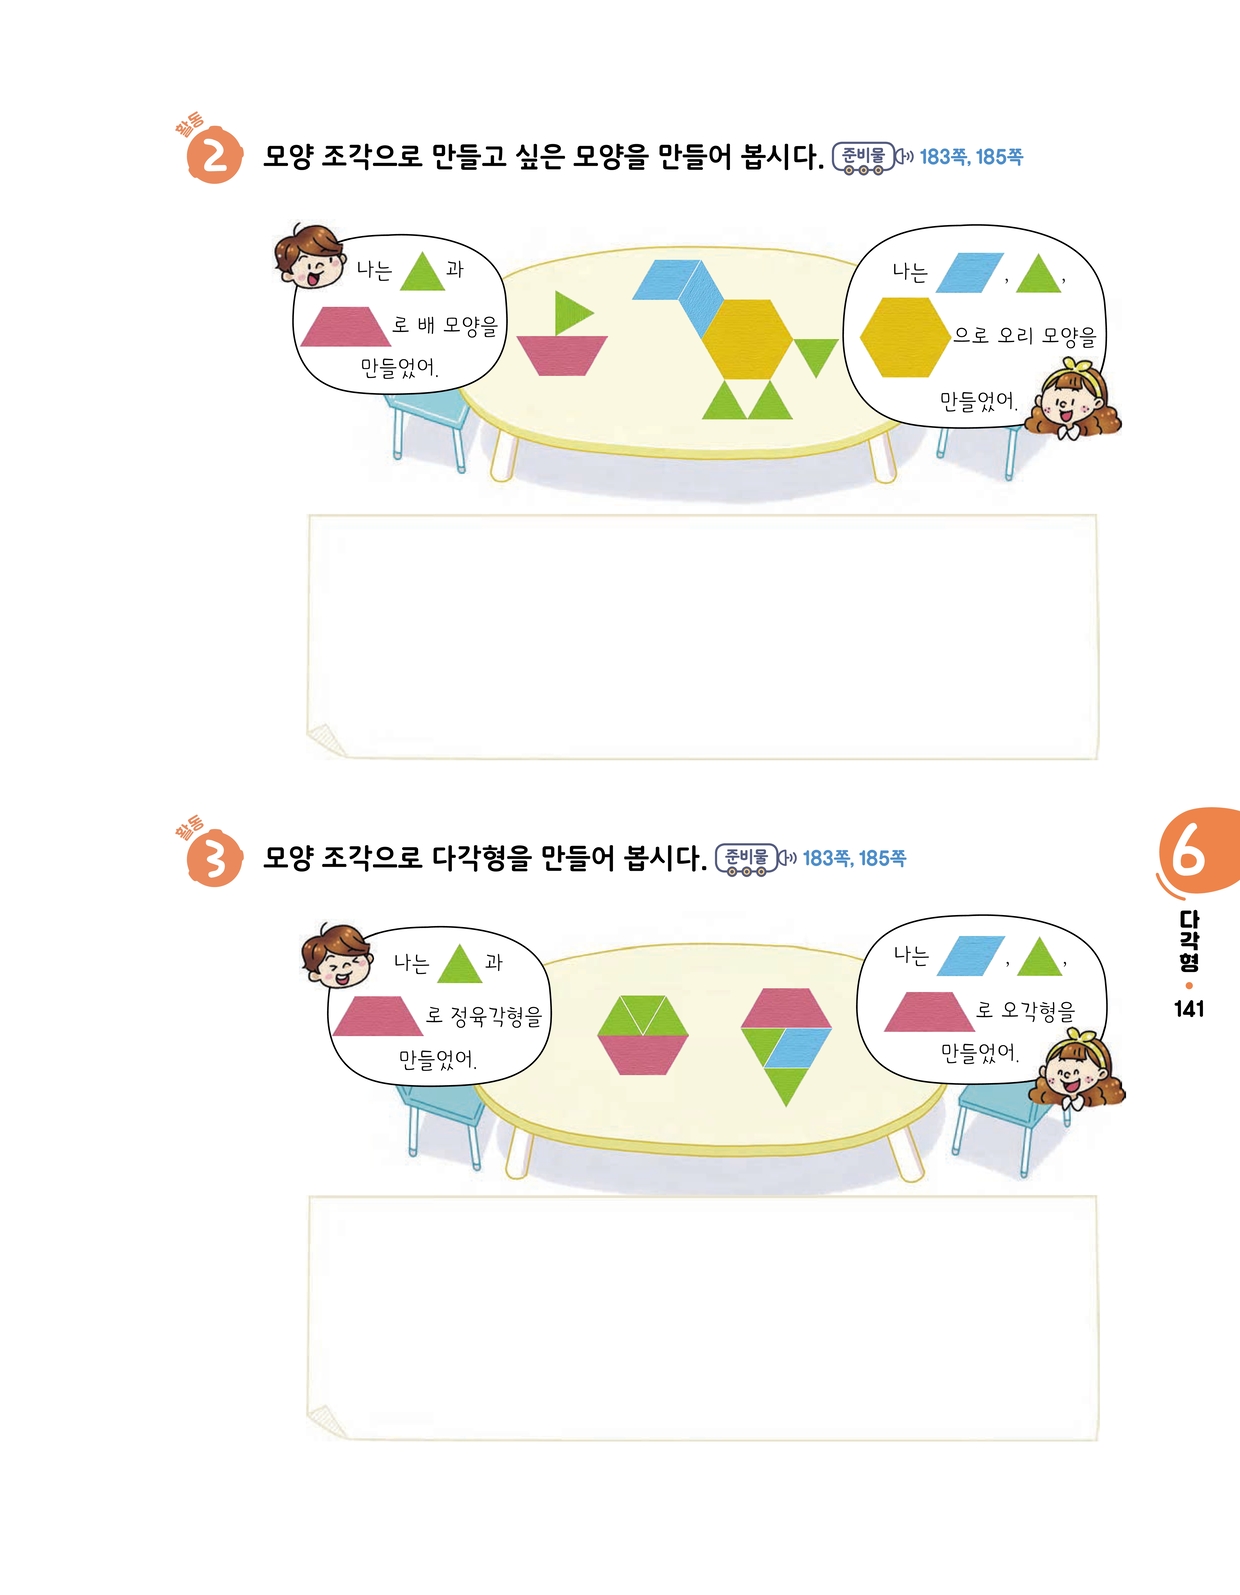 활동
2 모양 조각으로 만들고 싶은 모양을 만들어 봅시다. 준비물 183쪽, 185쪽
나는 과
로 배 모양을
만들었어.
나는 , ,
으로 오리 모양을
만들었어.
활동
3 모양 조각으로 다각형을 만들어 봅시다. 준비물 183쪽, 185쪽
나는 과
로 정육각형을
만들었어.
나는 , ,
로 오각형을
만들었어.
6
다각형
141